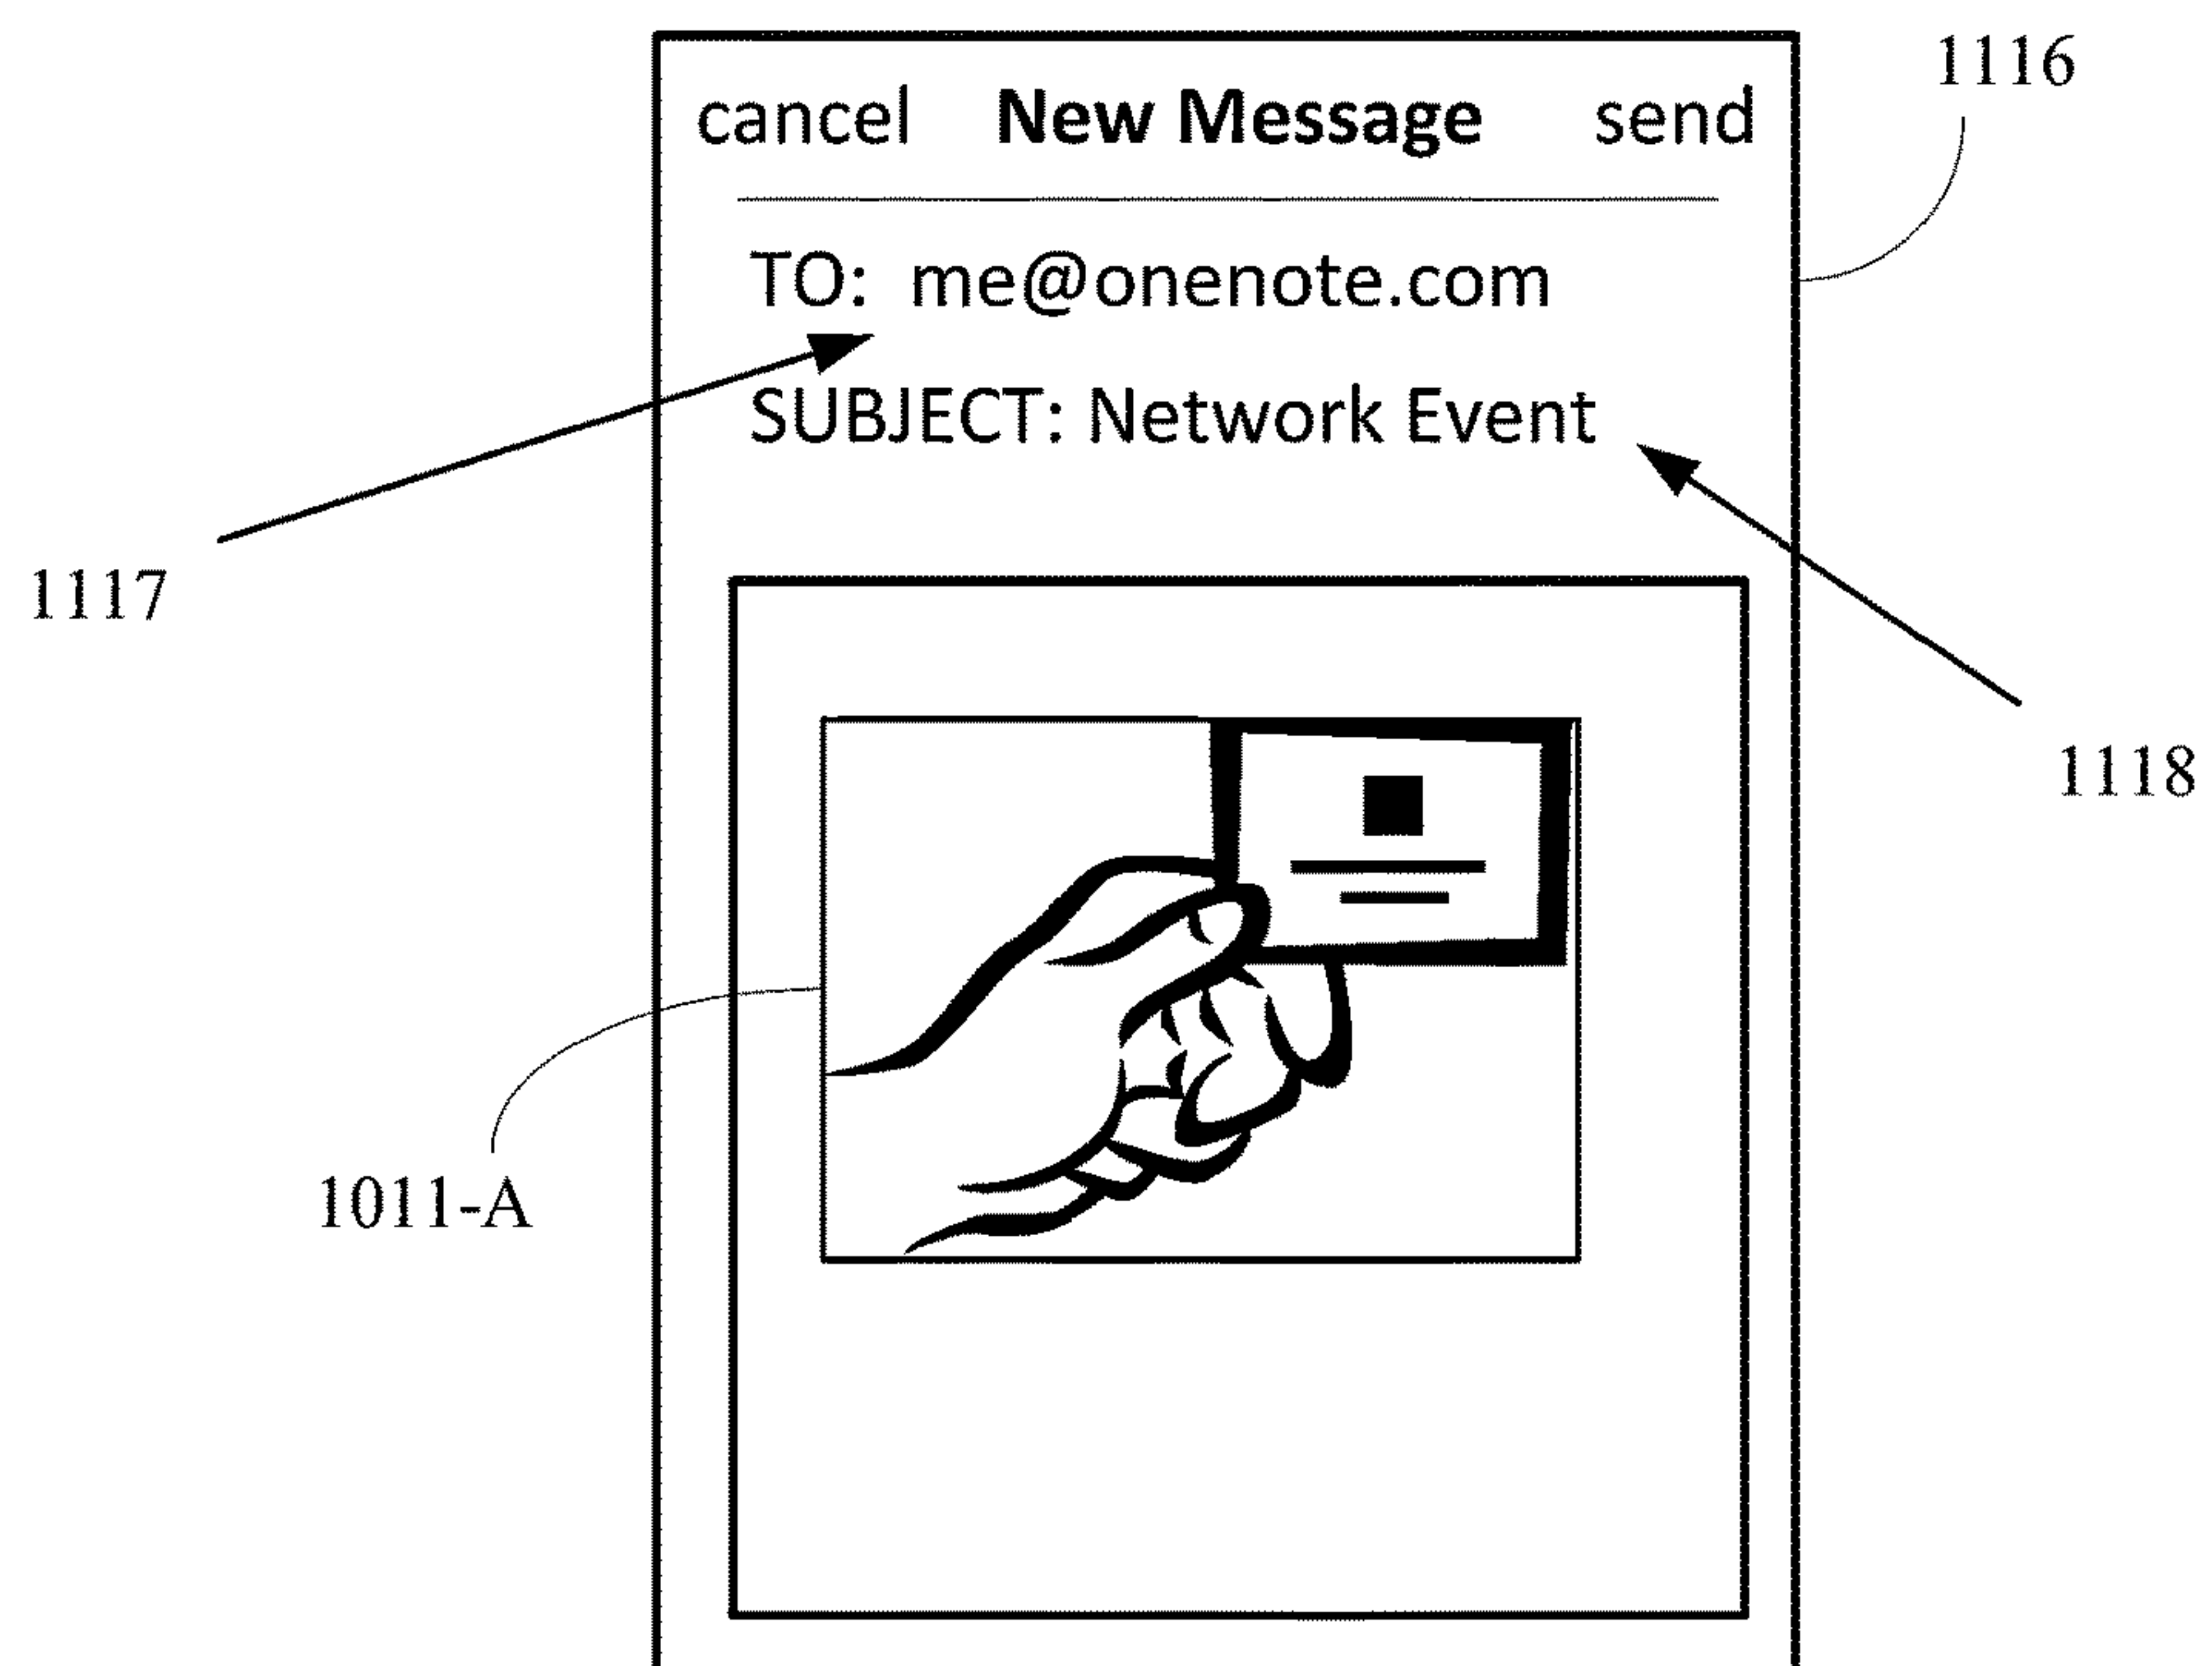 1116
cancel New Message send
TO: me@onenote.com
SUBJECT: Network Event
1117
1118
1011-A